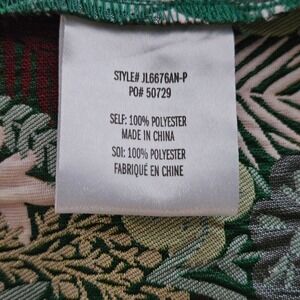 STYLE# JL6676AN-P
PO# 50729
SELF: 100% POLYESTER
MADE IN CHINA
SOI: 100% POLYESTER
FABRIQUÉ EN CHINE